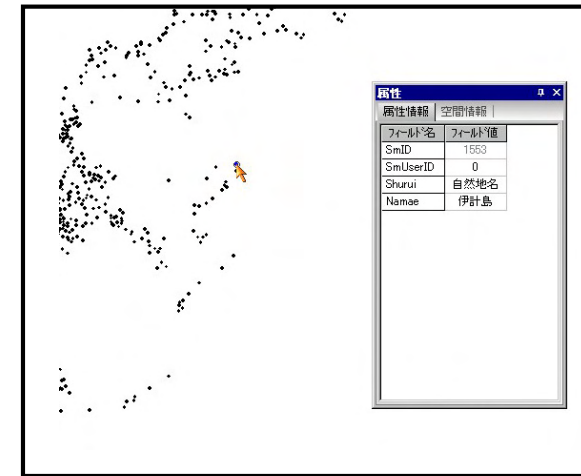 属性
属性情報 空間情報
フィールド名 フィールド値
SmID 1553
SmUserID 0
Shurui 自然地名
Namae 伊計島